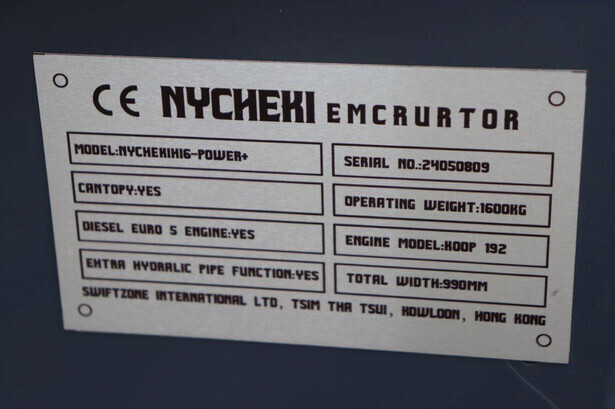 CE NYCHEKI EMCRURTOR
MODEL:NYCHEKIHI6-POWER+
SERIAL NO.:24050809
CANTOPY:YES
OPERATING WEIGHT:1600KG
DIESEL EURO 5 ENGINE:YES
ENGINE MODEL:KOOP 192
EHTRA HYDRALIC PIPE FUNCTION:YES
TOTAL WIDTH:990MM
SWIFTZONE INTERNATIONAL LTD, TSIM THA TSUI, KOWLOON, HONG KONG